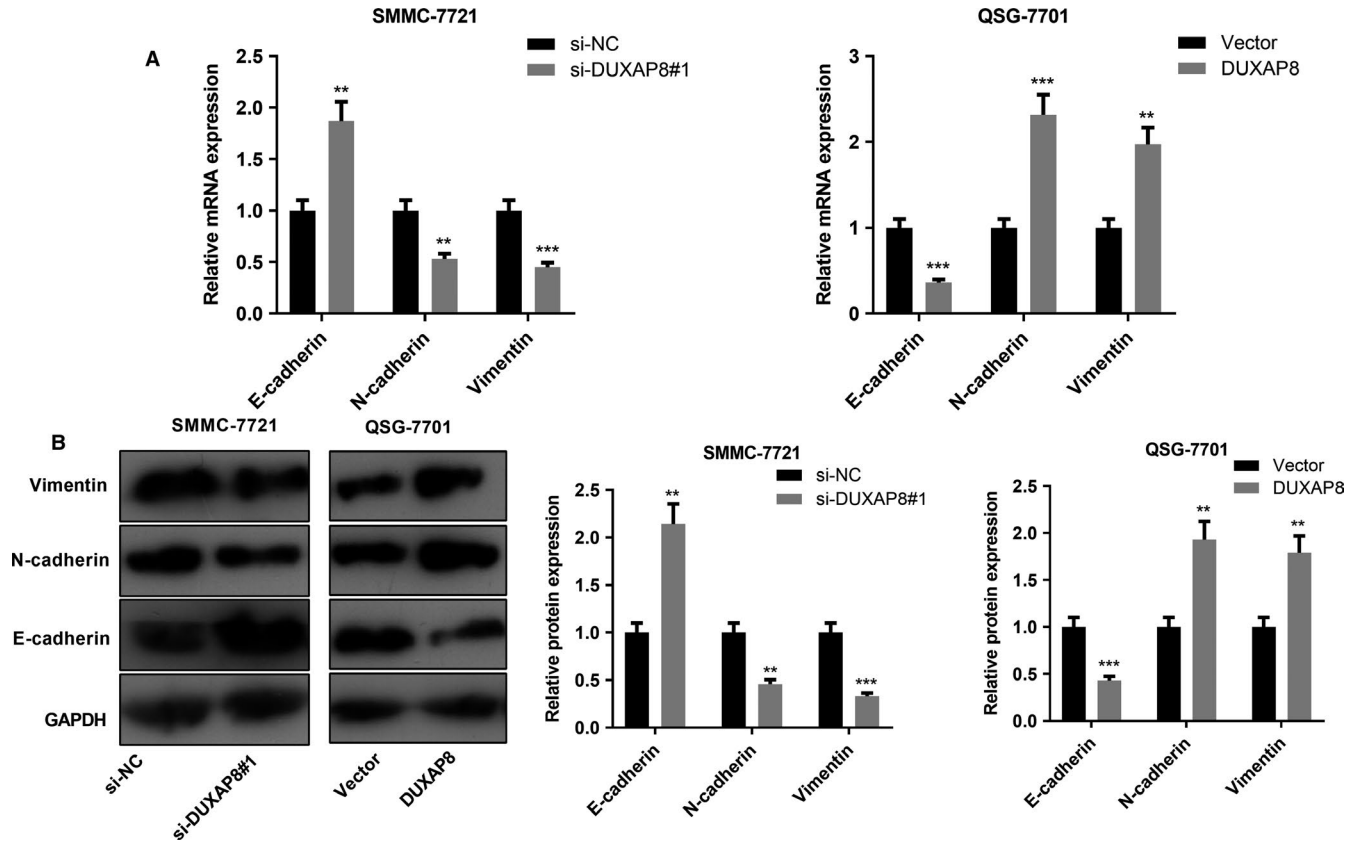 A
SMMC-7721
si-NC
si-DUXAP8#1
Relative mRNA expression
2.5
2.0
1.5
1.0
0.5
0.0
**
**
***
E-cadherin
N-cadherin
Vimentin
QSG-7701
Vector
DUXAP8
Relative mRNA expression
3
2
1
0
***
***
**
E-cadherin
N-cadherin
Vimentin
B
SMMC-7721
QSG-7701
Vimentin
N-cadherin
E-cadherin
GAPDH
si-NC
si-DUXAP8#1
Vector
DUXAP8
SMMC-7721
si-NC
si-DUXAP8#1
Relative protein expression
2.5
2.0
1.5
1.0
0.5
0.0
**
**
***
E-cadherin
N-cadherin
Vimentin
QSG-7701
Vector
DUXAP8
Relative protein expression
2.5
2.0
1.5
1.0
0.5
0.0
***
**
**
E-cadherin
N-cadherin
Vimentin